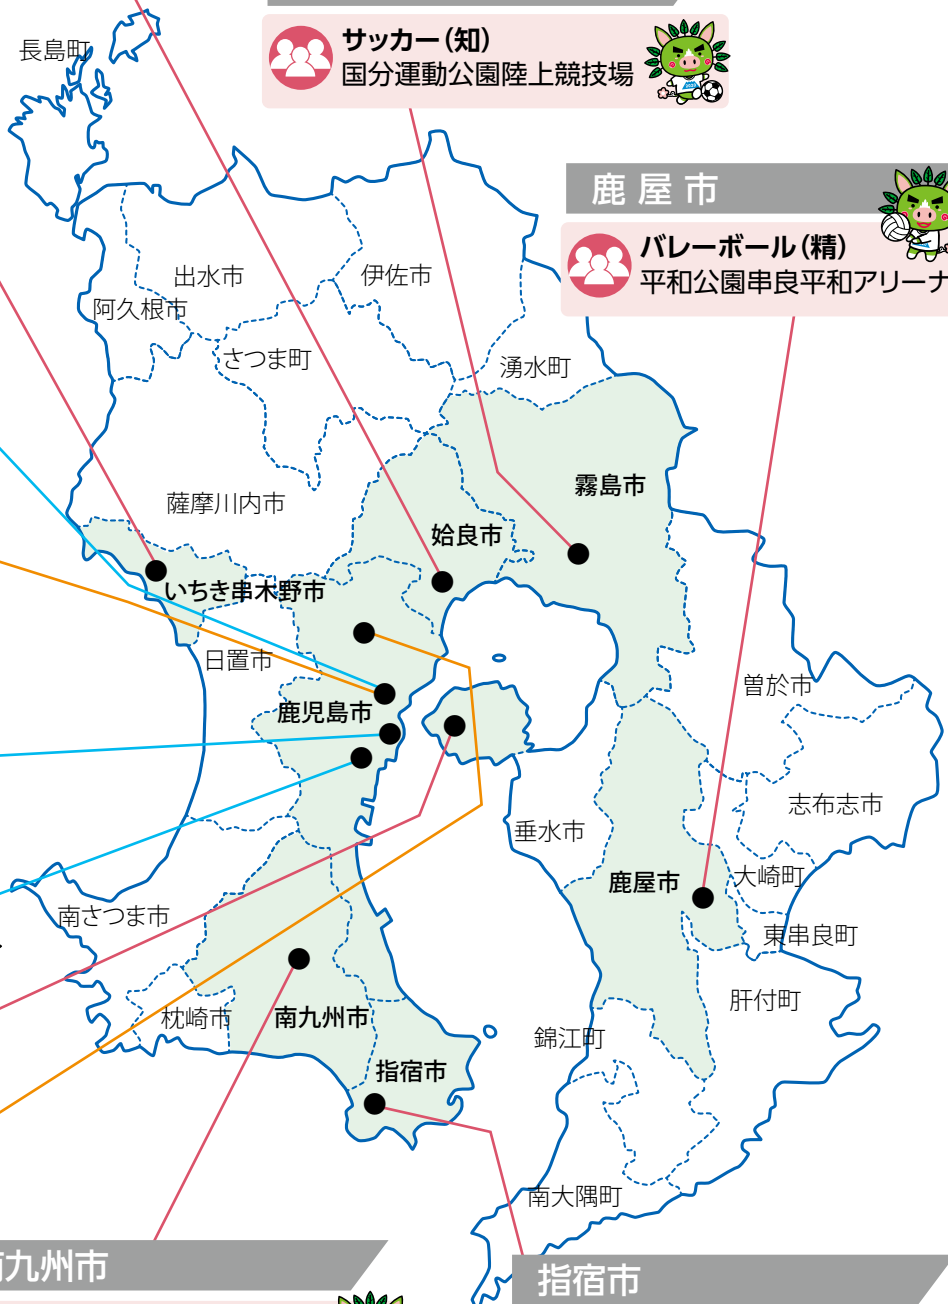 サッカー（知）
国分運動公園陸上競技場
長島町
鹿屋市
バレーボール（精）
平和公園串良平和アリーナ
出水市
伊佐市
阿久根市
さつま町
湧水町
霧島市
薩摩川内市
姶良市
いちき串木野市
日置市
曽於市
鹿児島市
志布志市
垂水市
鹿屋市
大崎町
南さつま市
東串良町
肝付町
枕崎市
南九州市
錦江町
指宿市
南大隅町
南九州市
指宿市